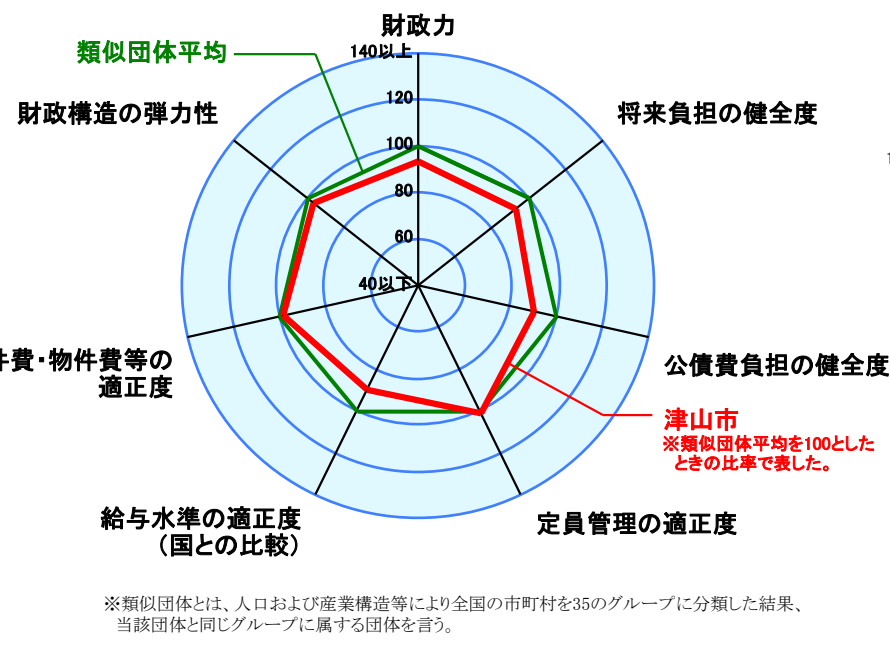 財政力
140以上
類似団体平均
120
財政構造の弾力性
将来負担の健全度
100
80
60
40以下
件費・物件費等の
適正度
公債費負担の健全度
津山市
※類似団体平均を100とした
ときの比率で表した。
給与水準の適正度
(国との比較)
定員管理の適正度
※類似団体とは、人口および産業構造等により全国の市町村を35のグループに分類した結果、
当該団体と同じグループに属する団体を言う。